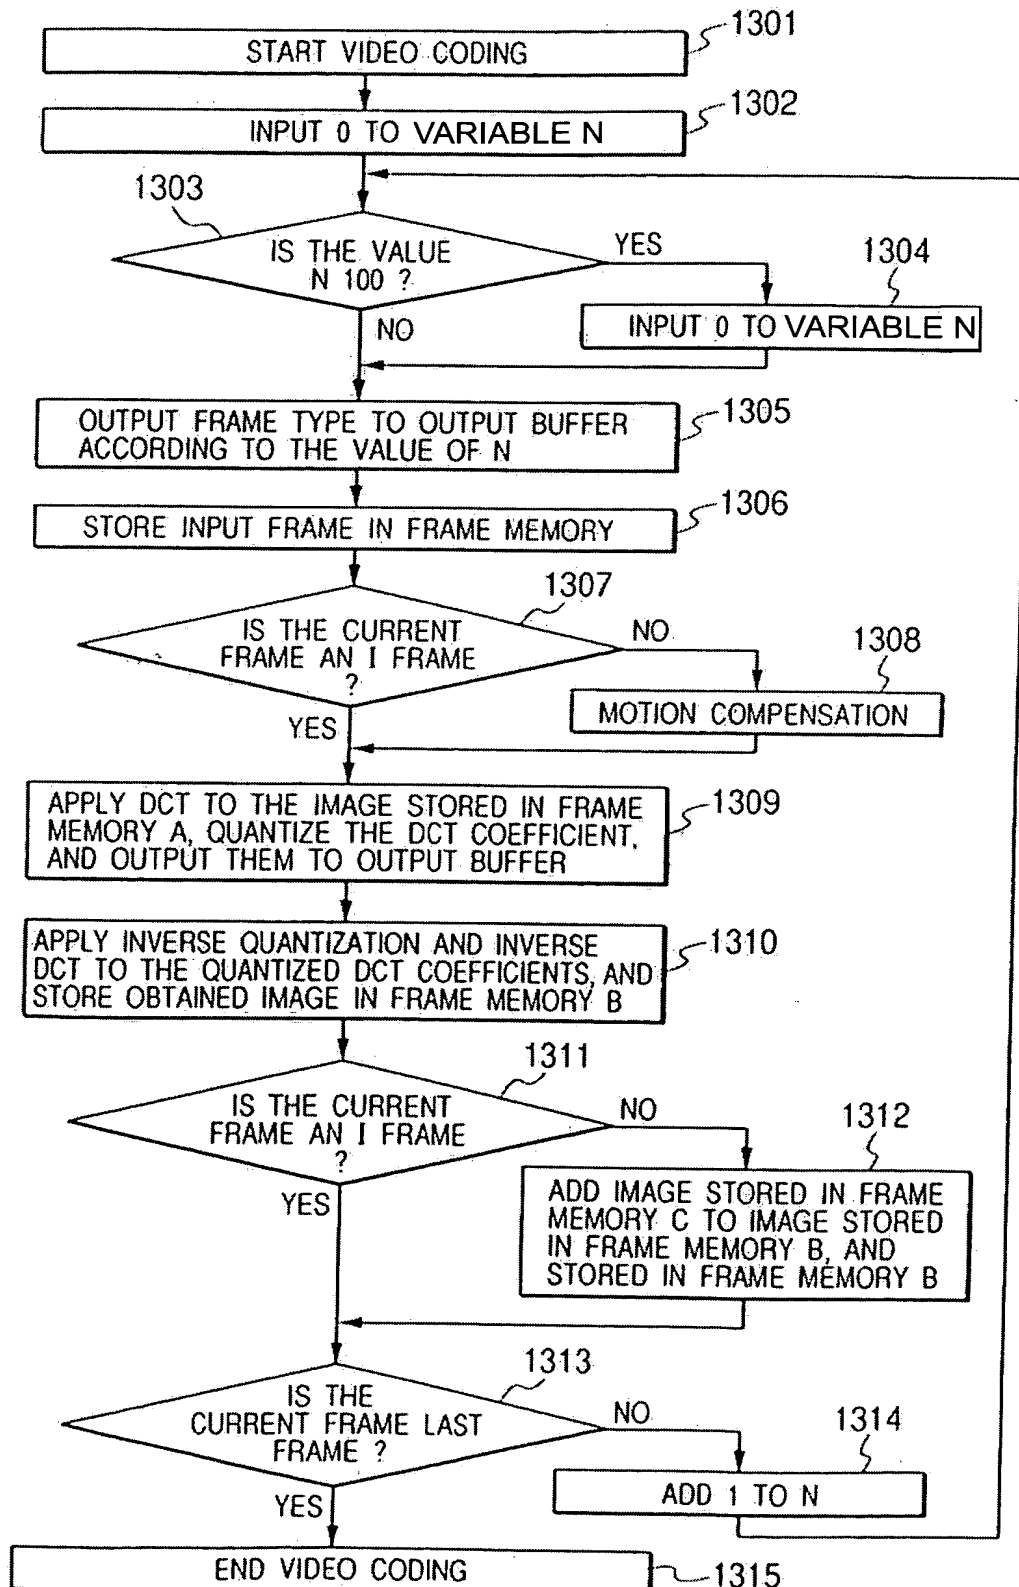 1301
START VIDEO CODING
1302
INPUT 0 TO VARIABLE N
1303
IS THE VALUE
N 100 ?
YES
1304
INPUT 0 TO VARIABLE N
NO
1305
OUTPUT FRAME TYPE TO OUTPUT BUFFER
ACCORDING TO THE VALUE OF N
1306
STORE INPUT FRAME IN FRAME MEMORY
1307
IS THE CURRENT
FRAME AN I FRAME
?
NO
1308
MOTION COMPENSATION
YES
1309
APPLY DCT TO THE IMAGE STORED IN FRAME
MEMORY A, QUANTIZE THE DCT COEFFICIENT,
AND OUTPUT THEM TO OUTPUT BUFFER
1310
APPLY INVERSE QUANTIZATION AND INVERSE
DCT TO THE QUANTIZED DCT COEFFICIENTS, AND
STORE OBTAINED IMAGE IN FRAME MEMORY B
1311
IS THE CURRENT
FRAME AN I FRAME
?
NO
1312
ADD IMAGE STORED IN FRAME
MEMORY C TO IMAGE STORED
IN FRAME MEMORY B, AND
STORED IN FRAME MEMORY B
YES
1313
IS THE
CURRENT FRAME LAST
FRAME ?
NO
1314
ADD 1 TO N
YES
END VIDEO CODING
1315